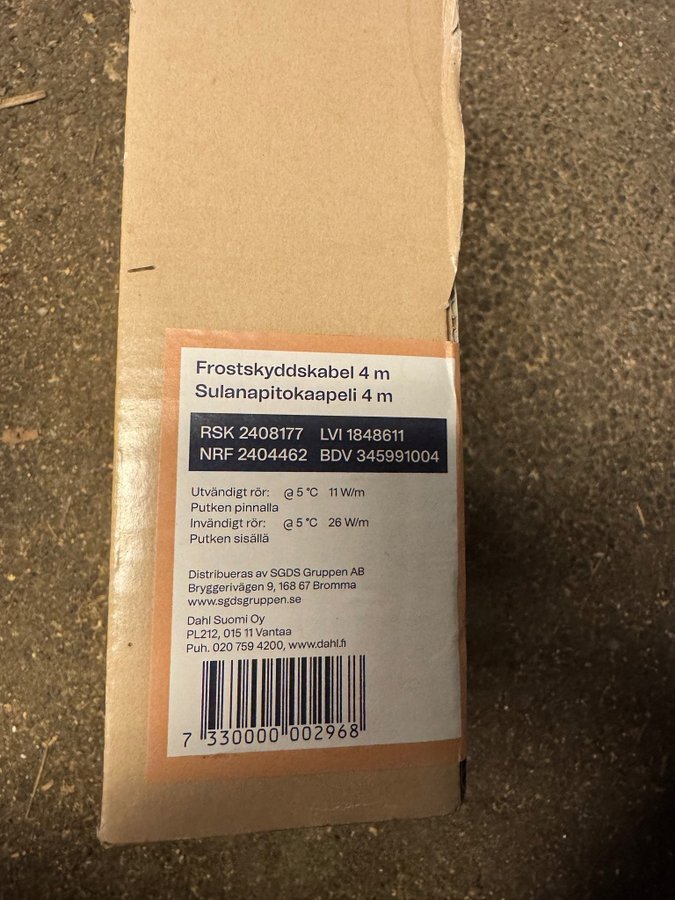 Frostskyddskabel 4 m
Sulanapitokaapeli 4 m
RSK 2408177 LVI 1848611
NRF 2404462 BDV 345991004
Utvändigt rör: @ 5 °C 11 W/m
Putken pinnalla
Invändigt rör: @ 5 °C 26 W/m
Putken sisällä
Distribueras av SGDS Gruppen AB
Bryggerivägen 9, 168 67 Bromma
www.sgdsgruppen.se
Dahl Suomi Oy
PL212, 015 11 Vantaa
Puh. 020 759 4200, www.dahl.fi
7 330000 002968